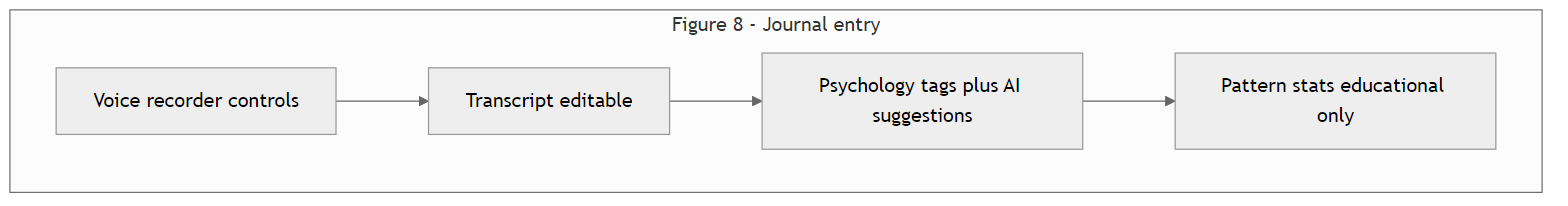 Figure 8 - Journal entry
Voice recorder controls
Transcript editable
Psychology tags plus AI
suggestions
Pattern stats educational
only